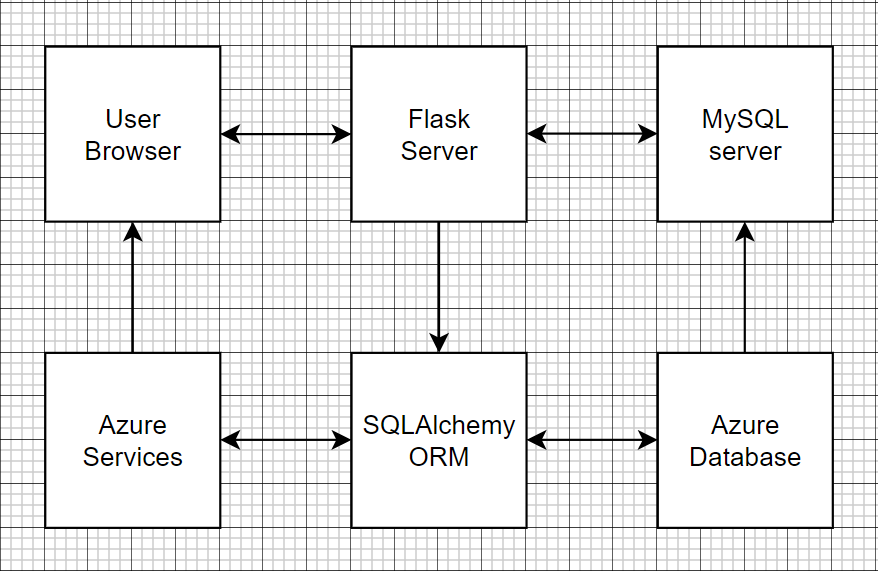 User
Browser
Flask
Server
MySQL
server
Azure
Services
SQLAlchemy
ORM
Azure
Database